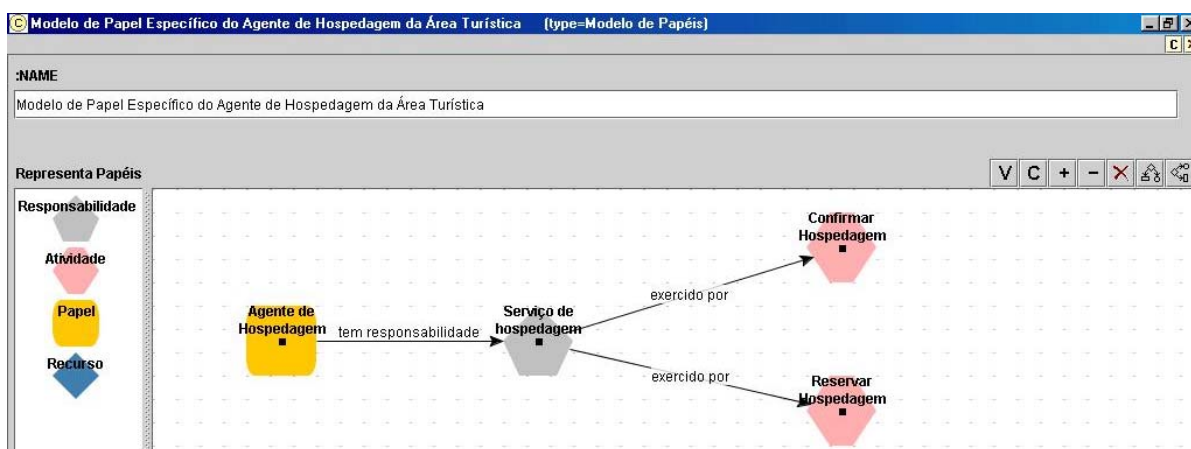 Modelo de Papel Específico do Agente de Hospedagem da Área Turística (type=Modelo de Papéis)
C
:NAME
Modelo de Papel Específico do Agente de Hospedagem da Área Turística
Representa Papéis
V C + −
Responsabilidade
Atividade
Papel
Recurso
Agente de
Hospedagem
tem responsabilidade
Serviço de
hospedagem
exercido por
Confirmar
Hospedagem
exercido por
Reservar
Hospedagem